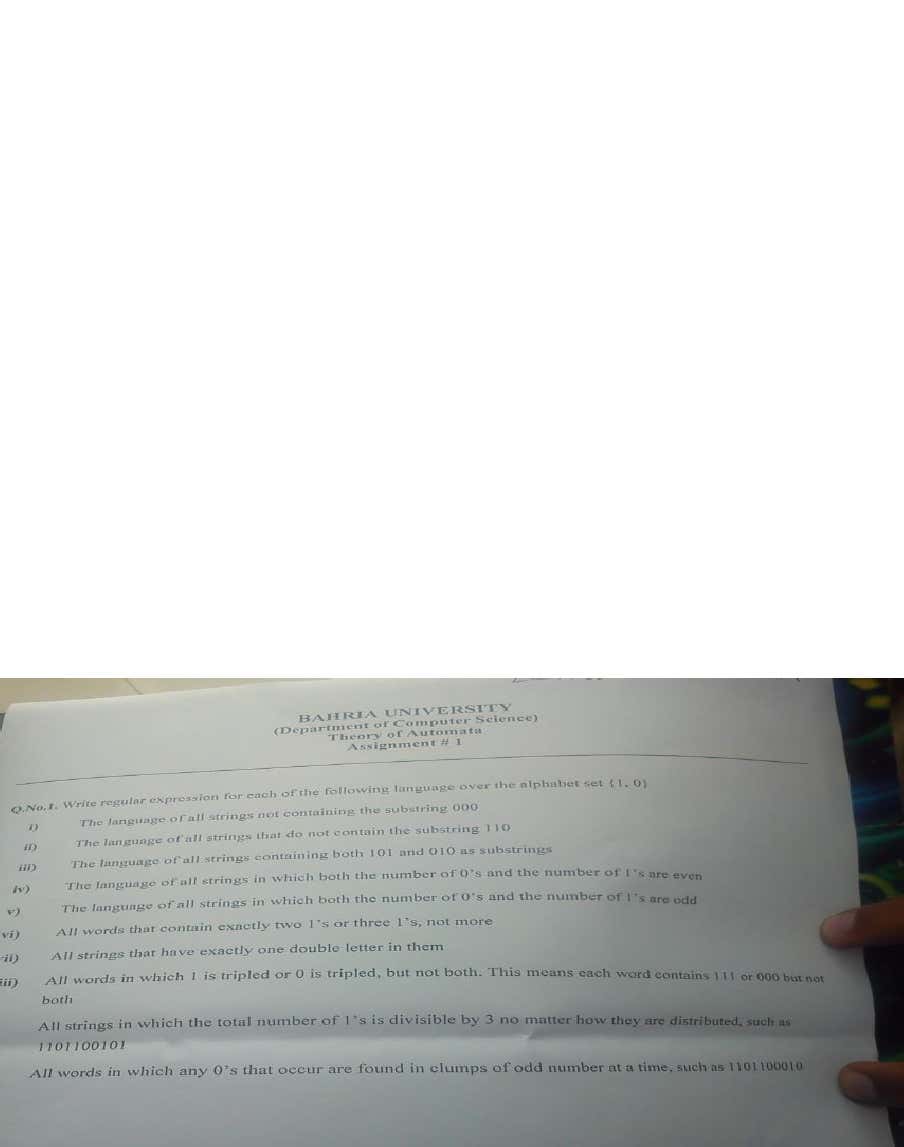 BAHRIA UNIVERSITY
(Department of Computer Science)
Theory of Automata
Assignment # 1
Q.No.1. Write regular expression for each of the following language over the alphabet set {1, 0}
i) The language of all strings not containing the substring 000
ii) The language of all strings that do not contain the substring 110
iii) The language of all strings containing both 101 and 010 as substrings
iv) The language of all strings in which both the number of 0's and the number of 1's are even
v) The language of all strings in which both the number of 0's and the number of 1's are odd
vi) All words that contain exactly two 1's or three 1's, not more
ii) All strings that have exactly one double letter in them
iii) All words in which 1 is tripled or 0 is tripled, but not both. This means each word contains 111 or 000 but not
both
All strings in which the total number of 1's is divisible by 3 no matter how they are distributed, such as
1101100101
All words in which any 0's that occur are found in clumps of odd number at a time, such as 1101100010